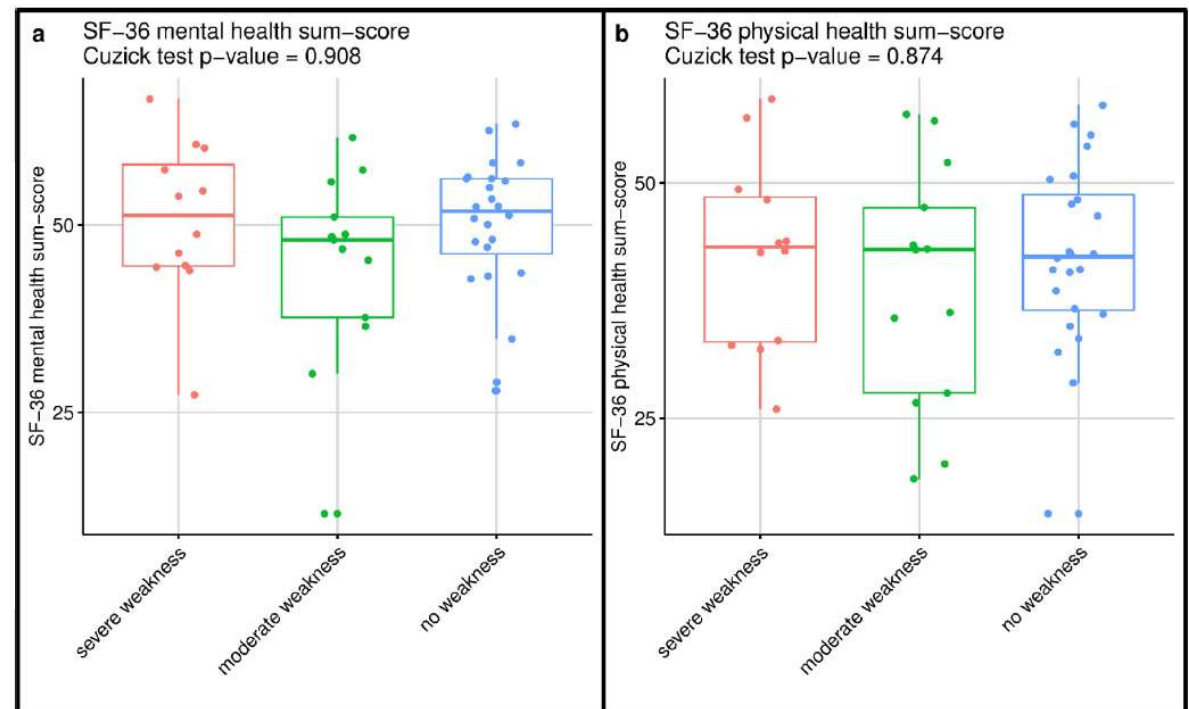 a
SF−36 mental health sum−score
Cuzick test p−value = 0.908
SF−36 mental health sum−score
50
25
severe weakness
moderate weakness
no weakness
b
SF−36 physical health sum−score
Cuzick test p−value = 0.874
SF−36 physical health sum−score
50
25
severe weakness
moderate weakness
no weakness